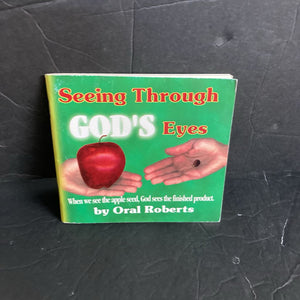 Seeing Through
GOD'S Eyes
When we see the apple seed, God sees the finished product.
by Oral Roberts